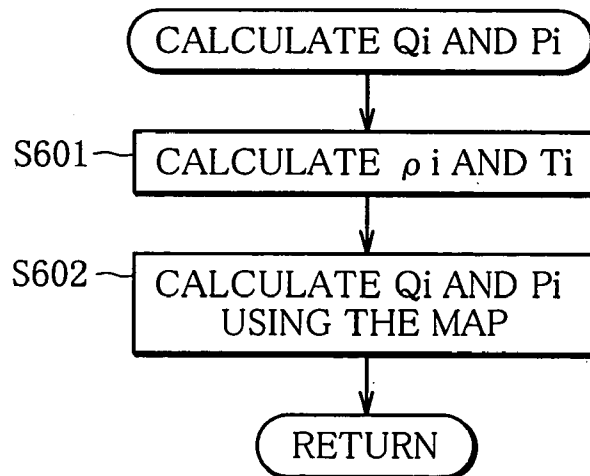 CALCULATE Qi AND Pi
S601
CALCULATE ρi AND Ti
S602
CALCULATE Qi AND Pi
USING THE MAP
RETURN